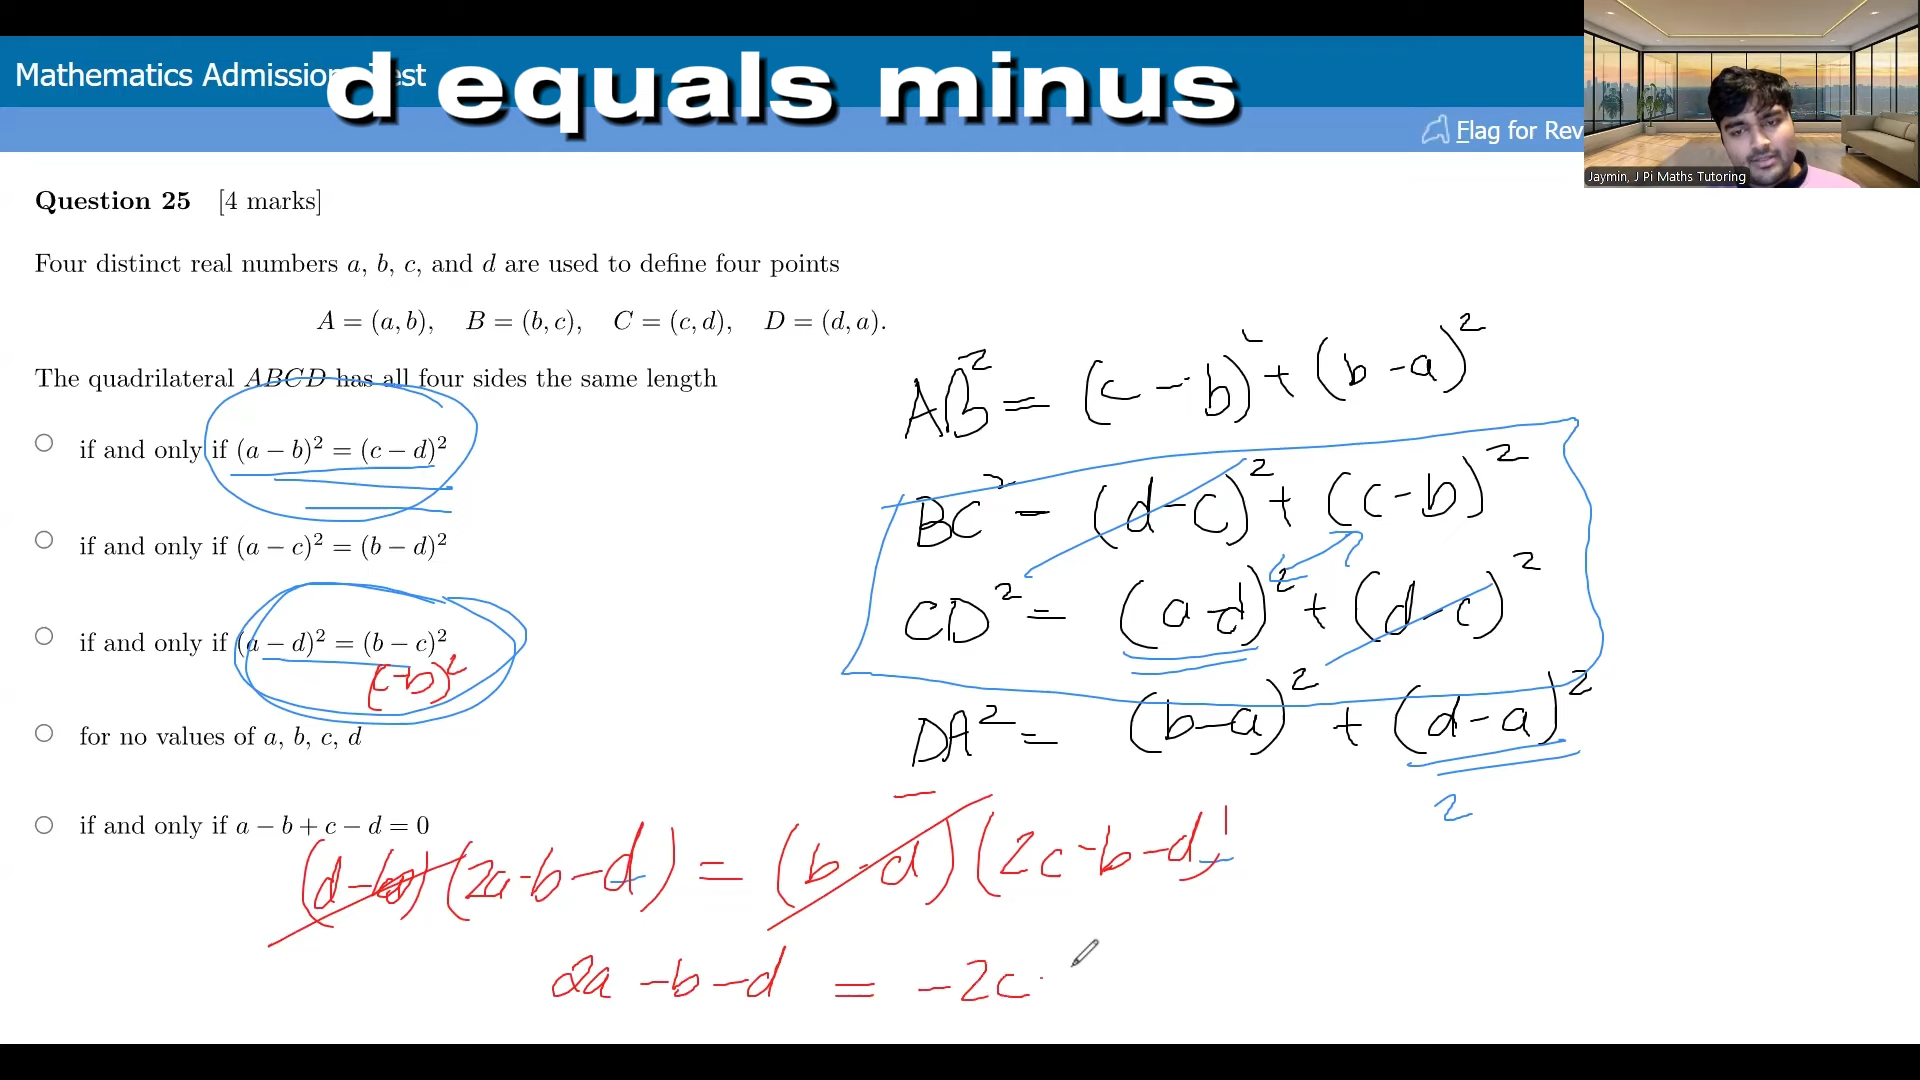 Mathematics Admission Test
d equals minus
Flag for Rev
Jaymin, J Pi Maths Tutoring
Question 25 [4 marks]
Four distinct real numbers a, b, c, and d are used to define four points
A = (a, b), B = (b, c), C = (c, d), D = (d, a).
The quadrilateral ABCD has all four sides the same length
if and only if (a − b)² = (c − d)²
if and only if (a − c)² = (b − d)²
if and only if (a − d)² = (b − c)²
(c-b)²
for no values of a, b, c, d
if and only if a − b + c − d = 0
AB² = (c - b)² + (b - a)²
BC² = (d - c)² + (c - b)²
CD² = (a - d)² + (d - c)²
DA² = (b - a)² + (d - a)²
2
(2a - b - d) = (b - d) (2c - b - d)
2a - b - d = - 2c